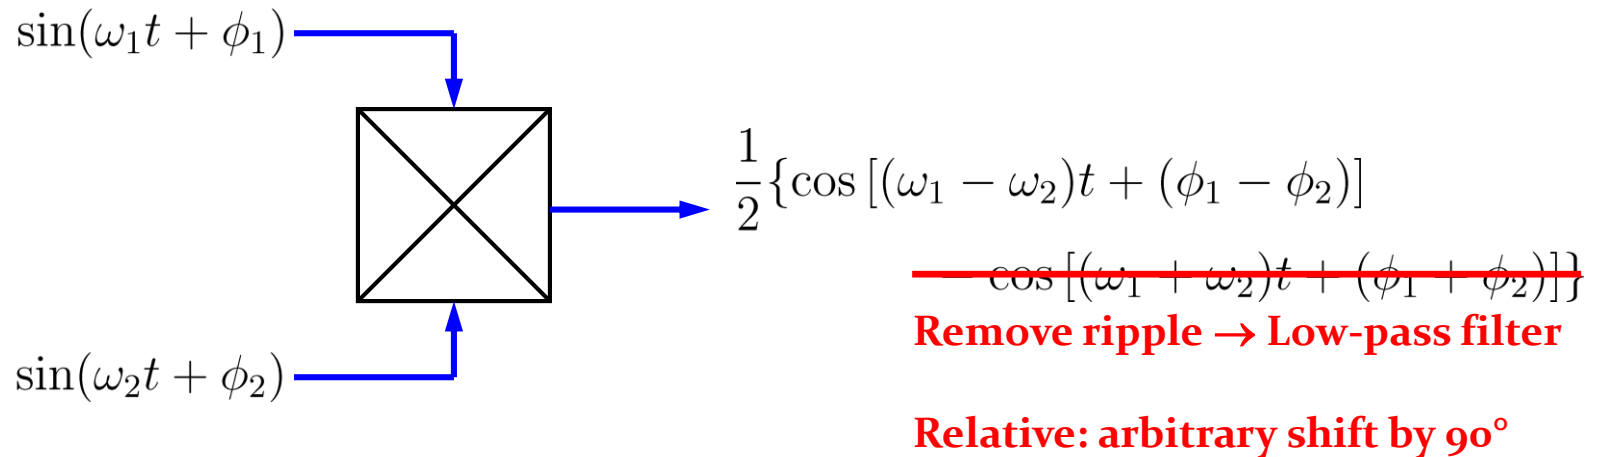 sin(ω₁t + ϕ₁)
1/2 {cos [(ω₁ − ω₂)t + (ϕ₁ − ϕ₂)]
− cos [(ω₁ + ω₂)t + (ϕ₁ + ϕ₂)]}
Remove ripple → Low-pass filter
sin(ω₂t + ϕ₂)
Relative: arbitrary shift by 90°